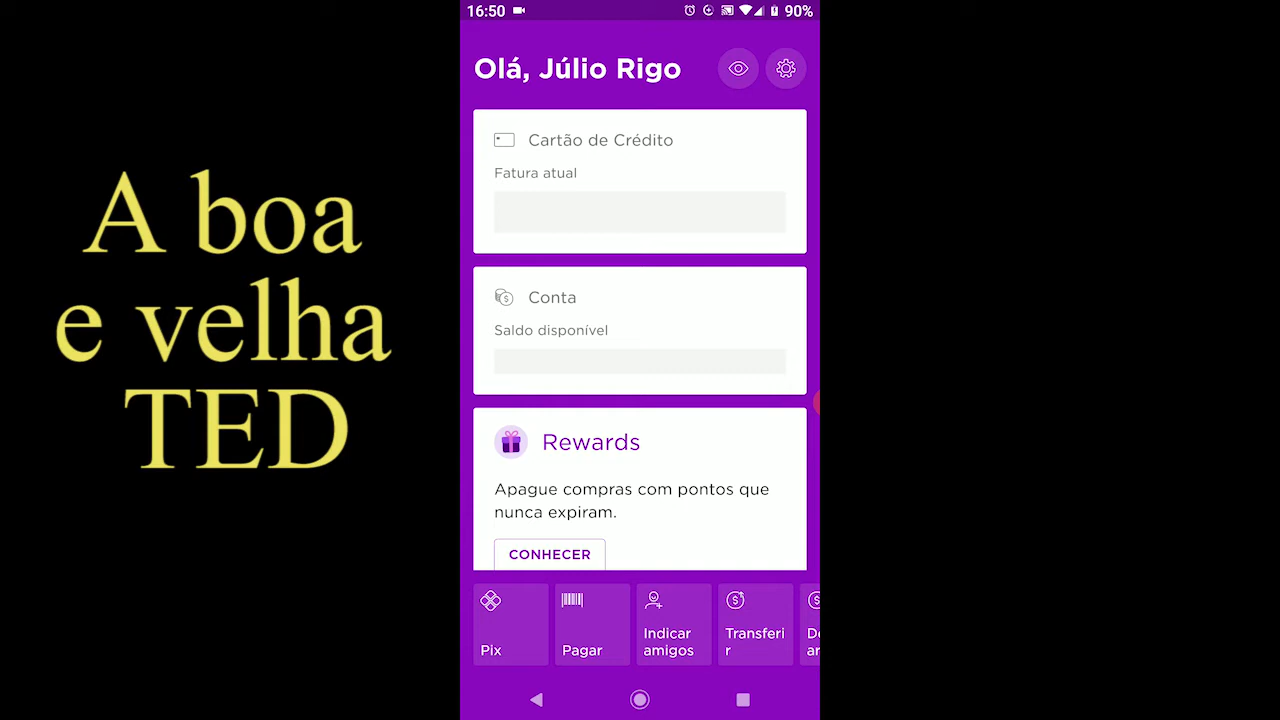 16:50
90%
Olá, Júlio Rigo
Cartão de Crédito
Fatura atual
Conta
Saldo disponível
Rewards
Apague compras com pontos que
nunca expiram.
CONHECER
Pix
Pagar
Indicar
amigos
Transferi
r
A boa
e velha
TED